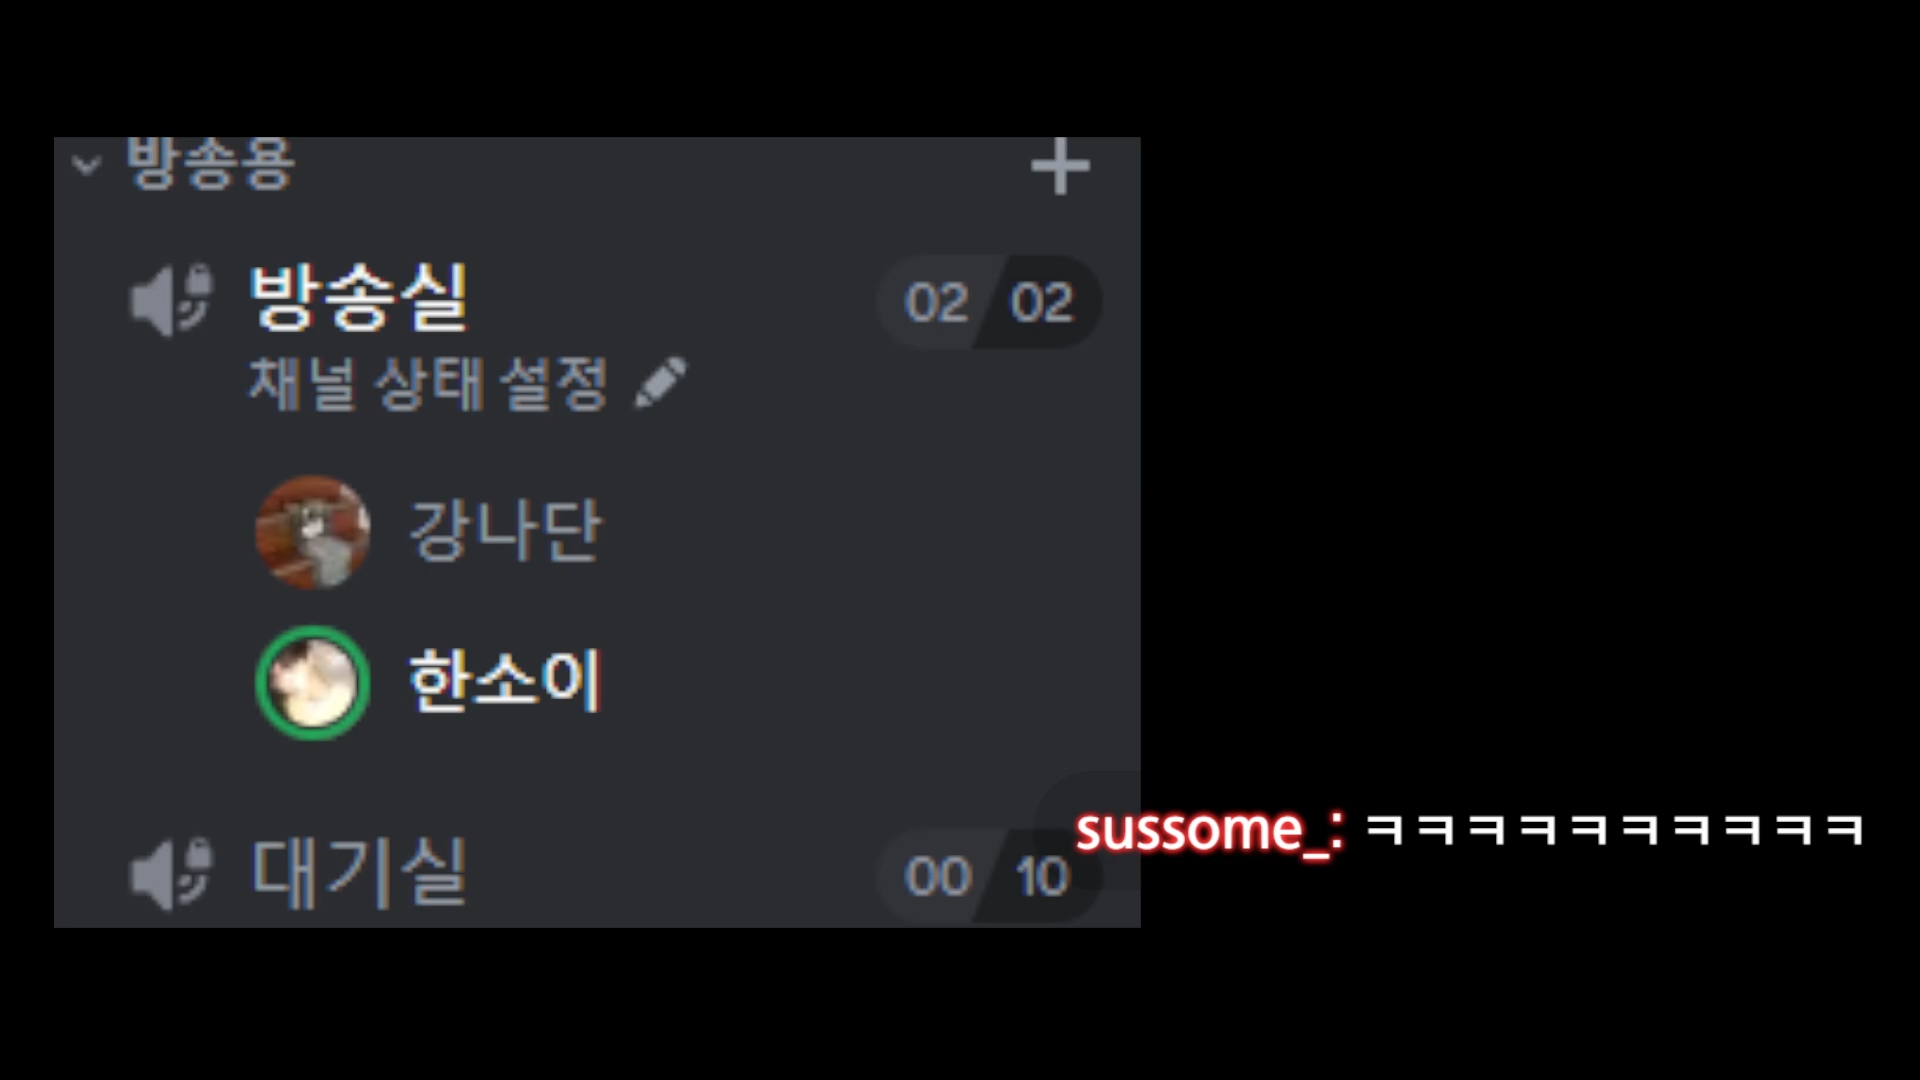 방송용
방송실 02 02
채널 상태 설정
강나단
한소이
sussome_: ㅋㅋㅋㅋㅋㅋㅋㅋㅋㅋ
대기실 00 10